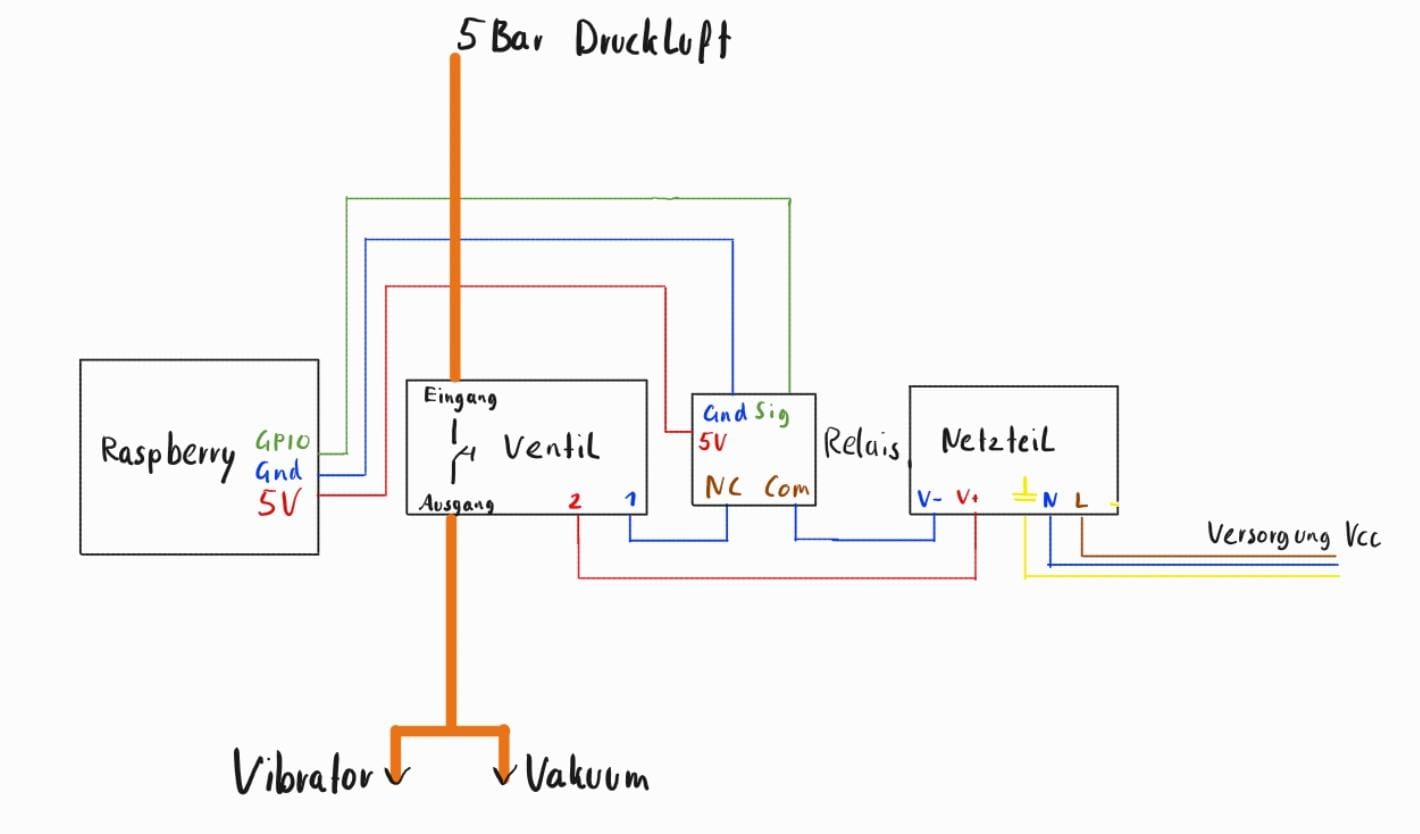 5 Bar Druckluft
Raspberry
GPIO
Gnd
5V
Eingang
Ventil
Ausgang
2 1
Gnd Sig
5V
NC Com
Relais
Netzteil
V- V+ N L
Versorgung Vcc
Vibrator
Vakuum